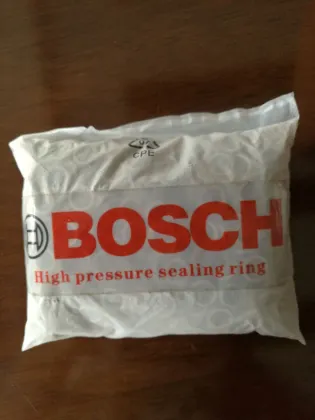 CPE
BOSCH
High pressure sealing ring